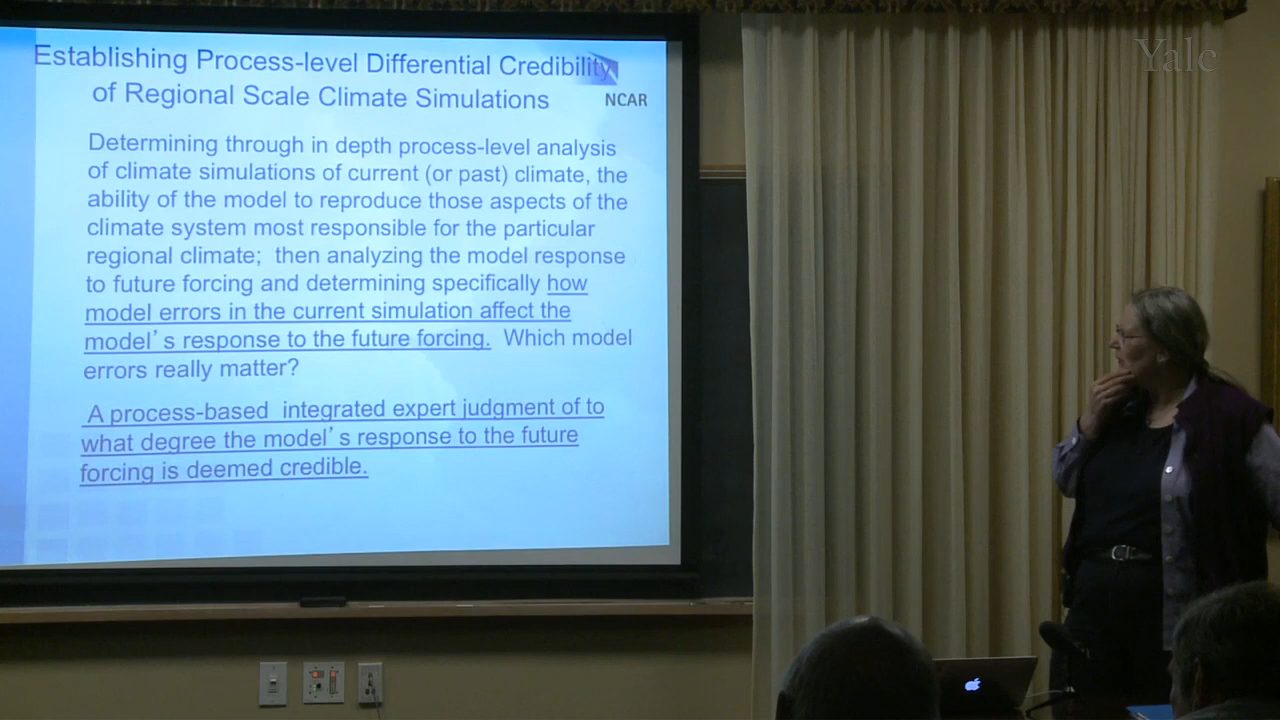 Establishing Process-level Differential Credibility
of Regional Scale Climate Simulations
NCAR
Determining through in depth process-level analysis
of climate simulations of current (or past) climate, the
ability of the model to reproduce those aspects of the
climate system most responsible for the particular
regional climate; then analyzing the model response
to future forcing and determining specifically how
model errors in the current simulation affect the
model's response to the future forcing. Which model
errors really matter?
A process-based integrated expert judgment of to
what degree the model's response to the future
forcing is deemed credible.
Yale